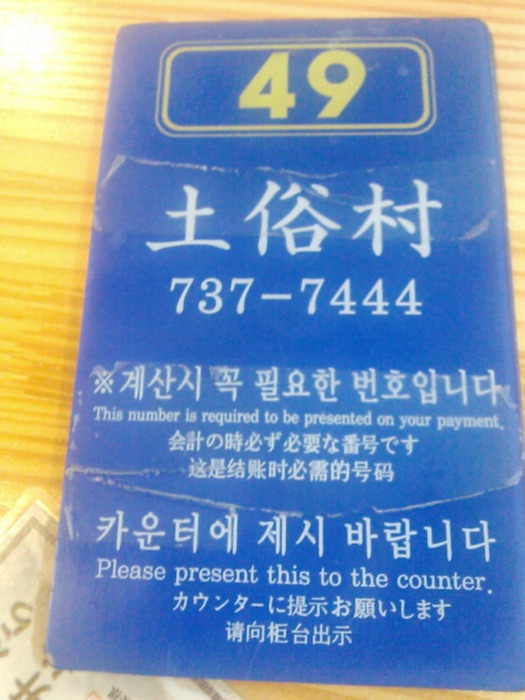 49
土俗村
737-7444
※계산시 꼭 필요한 번호입니다
This number is required to be presented on your payment.
会計の時必ず必要な番号です
这是结账时必需的号码
카운터에 제시 바랍니다
Please present this to the counter.
カウンターに提示お願いします
请向柜台出示